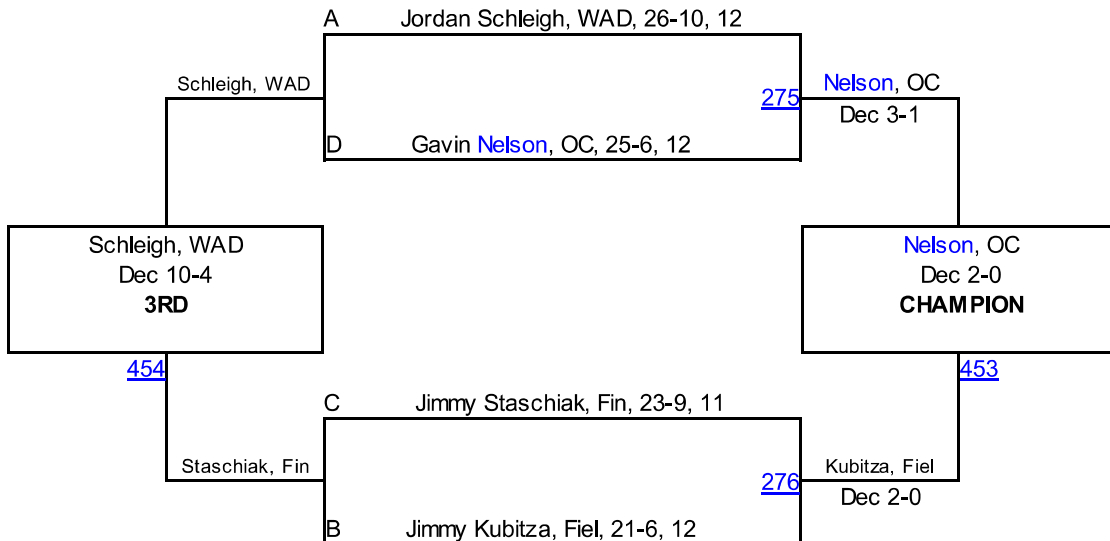 A Jordan Schleigh, WAD, 26-10, 12
Schleigh, WAD
275
Nelson, OC
Dec 3-1
D Gavin Nelson, OC, 25-6, 12
Schleigh, WAD
Dec 10-4
3RD
Nelson, OC
Dec 2-0
CHAMPION
454
453
C Jimmy Staschiak, Fin, 23-9, 11
Staschiak, Fin
276
Kubitza, Fiel
Dec 2-0
B Jimmy Kubitza, Fiel, 21-6, 12